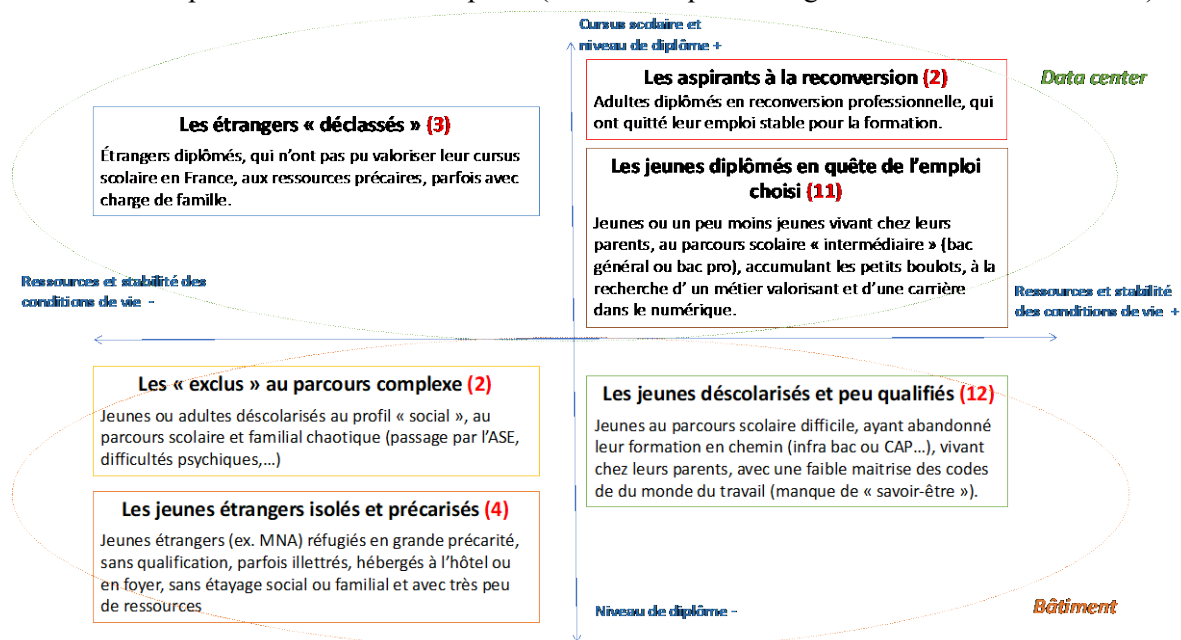 Cursus scolaire et
niveau de diplôme +
Les aspirants à la reconversion (2)
Adultes diplômés en reconversion professionnelle, qui
ont quitté leur emploi stable pour la formation.
Data center
Les étrangers « déclassés » (3)
Étrangers diplômés, qui n’ont pas pu valoriser leur cursus
scolaire en France, aux ressources précaires, parfois avec
charge de famille.
Les jeunes diplômés en quête de l’emploi
choisi (11)
Jeunes ou un peu moins jeunes vivant chez leurs
parents, au parcours scolaire « intermédiaire » (bac
général ou bac pro), accumulant les petits boulots, à la
recherche d’ un métier valorisant et d’une carrière
dans le numérique.
Ressources et stabilité des
conditions de vie -
Ressources et stabilité
des conditions de vie +
Les « exclus » au parcours complexe (2)
Jeunes ou adultes déscolarisés au profil « social », au
parcours scolaire et familial chaotique (passage par l’ASE,
difficultés psychiques,…)
Les jeunes déscolarisés et peu qualifiés (12)
Jeunes au parcours scolaire difficile, ayant abandonné
leur formation en chemin (infra bac ou CAP…), vivant
chez leurs parents, avec une faible maitrise des codes
de du monde du travail (manque de « savoir-être »).
Les jeunes étrangers isolés et précarisés (4)
Jeunes étrangers (ex. MNA) réfugiés en grande précarité,
sans qualification, parfois illettrés, hébergés à l’hôtel ou
en foyer, sans étayage social ou familial et avec très peu
de ressources
Niveau de diplôme -
Bâtiment